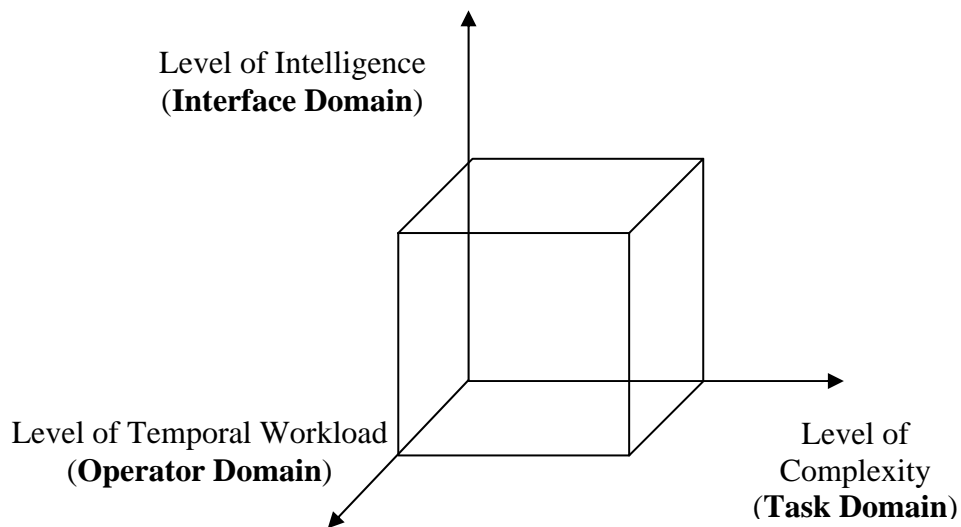 Level of Intelligence
(Interface Domain)
Level of Temporal Workload
(Operator Domain)
Level of
Complexity
(Task Domain)